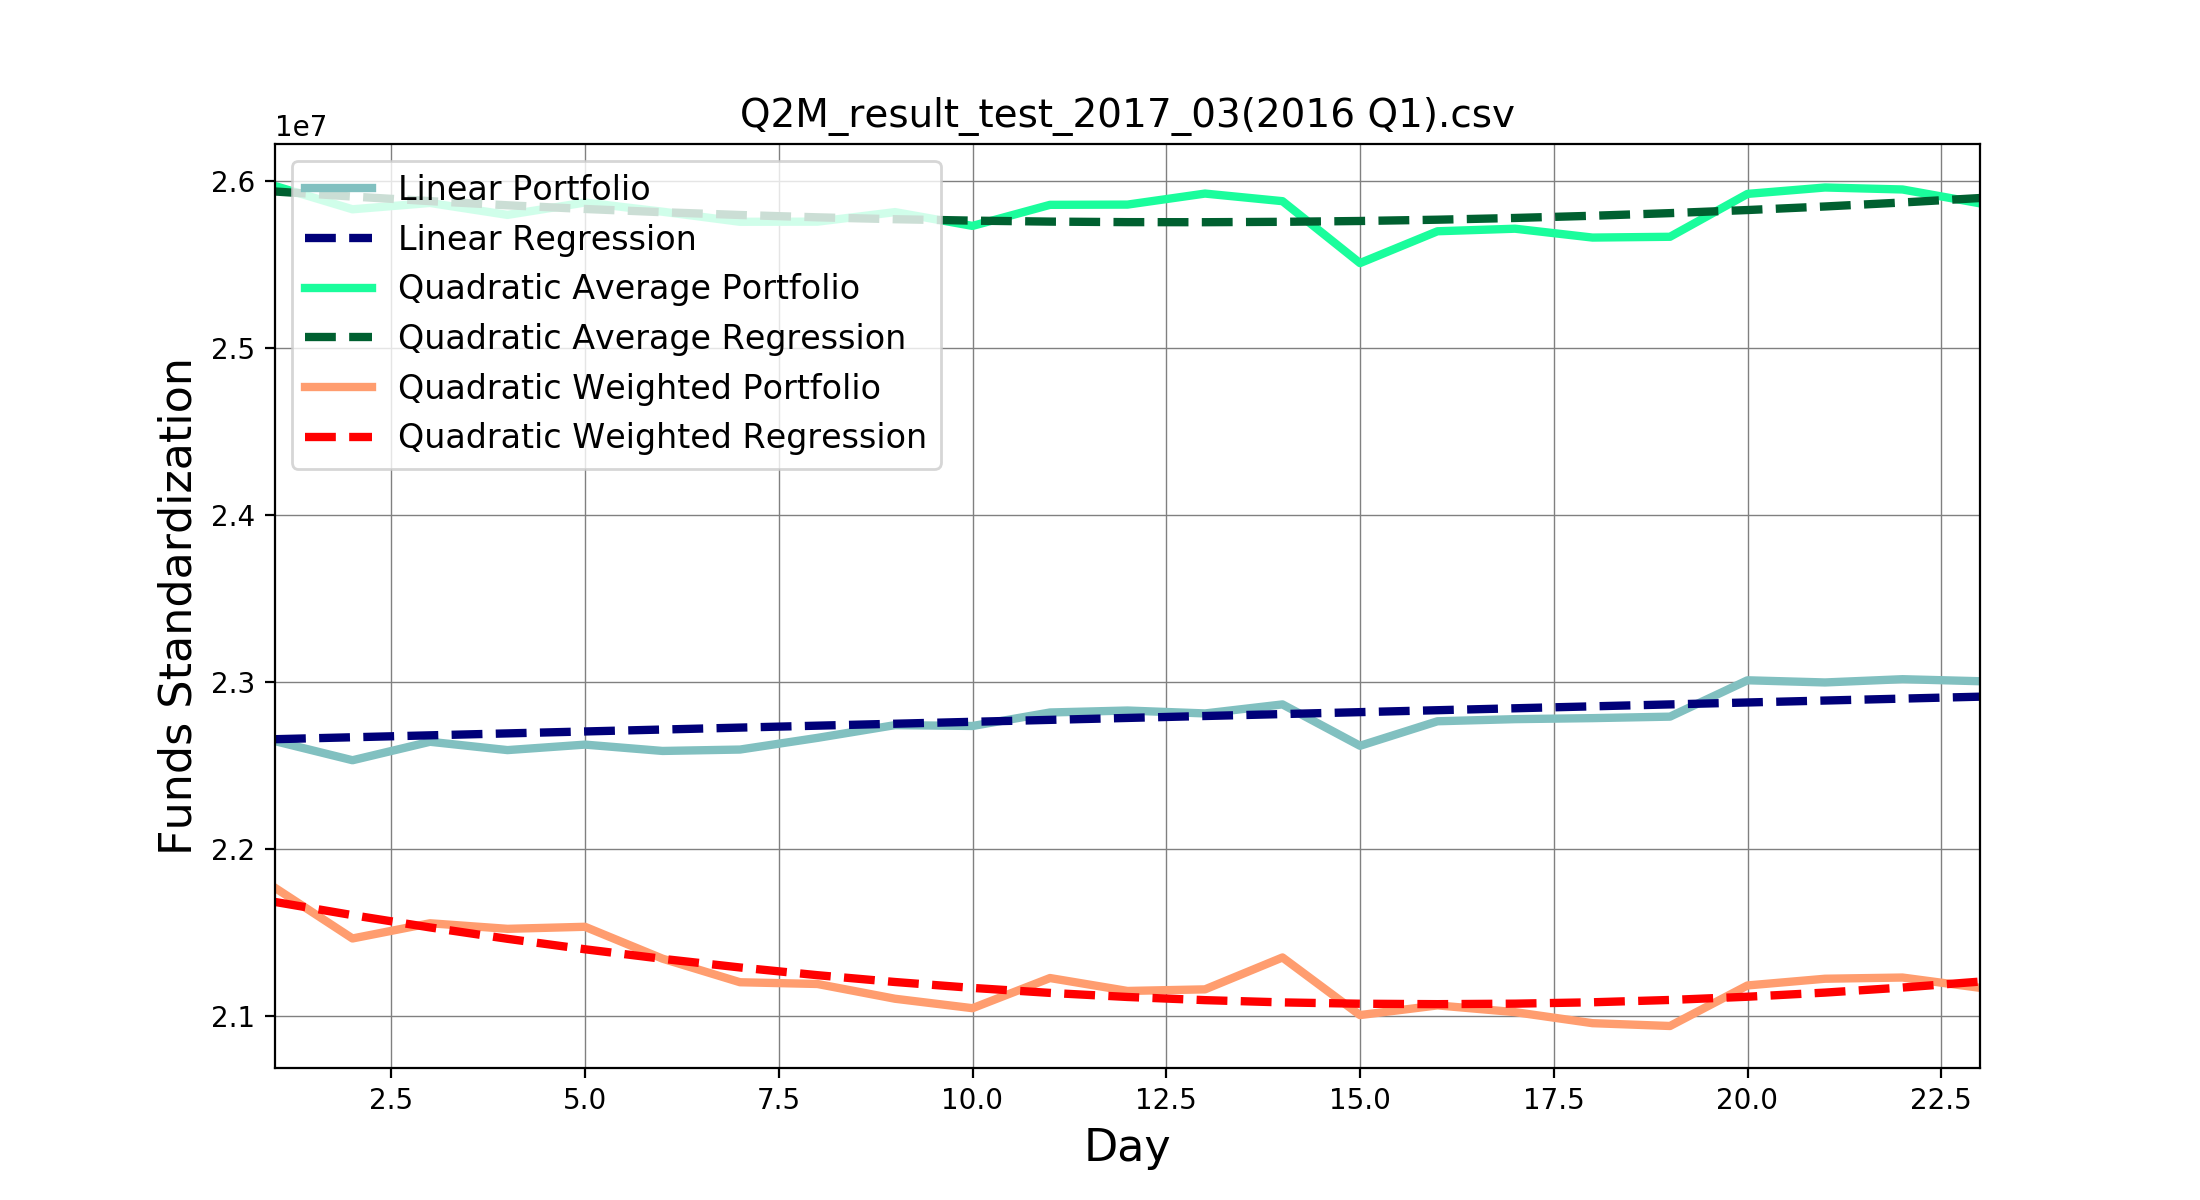 Q2M_result_test_2017_03(2016 Q1).csv
1e7
2.6
2.5
2.4
2.3
2.2
2.1
Funds Standardization
Linear Portfolio
Linear Regression
Quadratic Average Portfolio
Quadratic Average Regression
Quadratic Weighted Portfolio
Quadratic Weighted Regression
2.5 5.0 7.5 10.0 12.5 15.0 17.5 20.0 22.5
Day